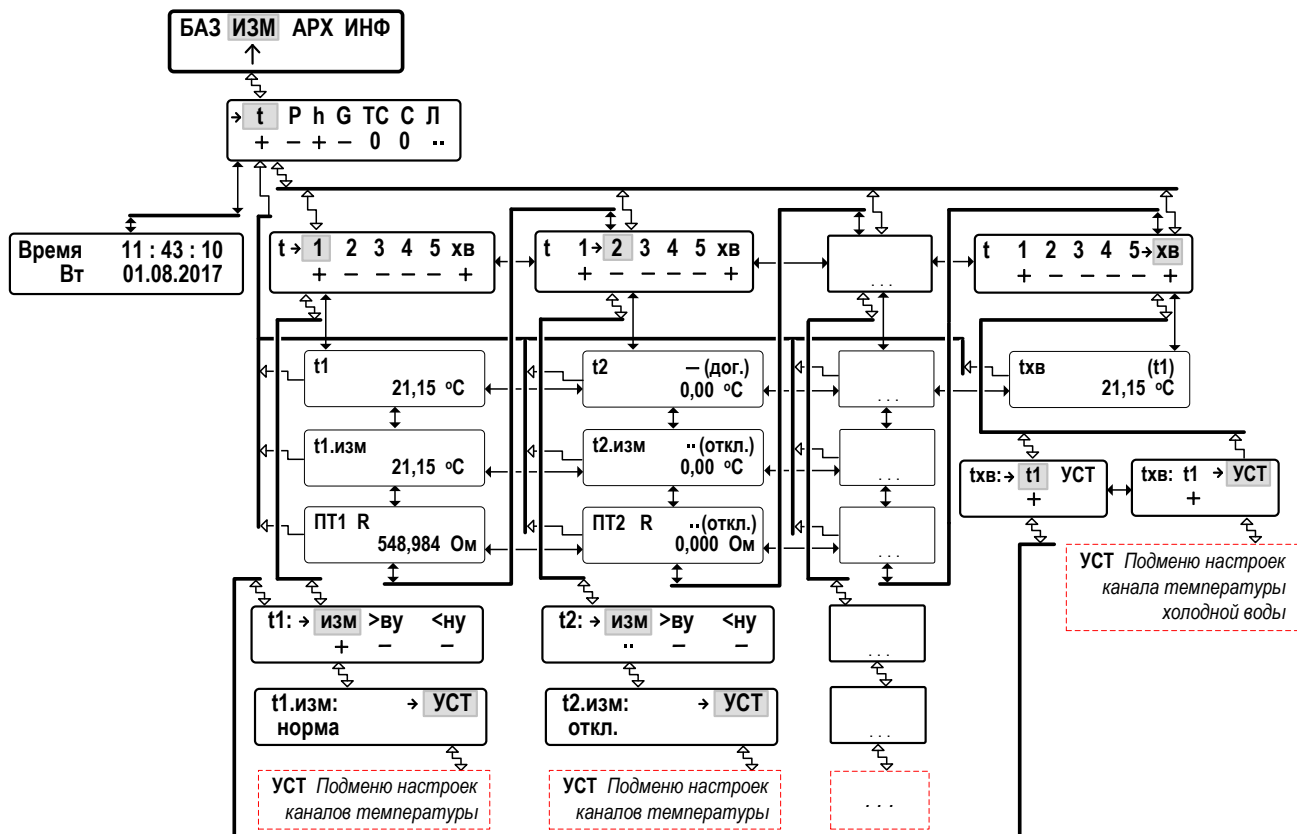 БАЗ ИЗМ АРХ ИНФ
↑
→ t P h G ТС С Л
+ − + − 0 0 ··
Время 11 : 43 : 10
Вт 01.08.2017
t → 1 2 3 4 5 хв
+ − − − − +
t 1 → 2 3 4 5 хв
+ − − − − +
. . .
t 1 2 3 4 5 → хв
+ − − − − +
t1
21,15 ºС
t2 — (дог.)
0,00 ºС
. . .
tхв (t1)
21,15 ºС
t1.изм
21,15 ºС
t2.изм ·· (откл.)
0,00 ºС
. . .
tхв: → t1 УСТ
+
tхв: t1 → УСТ
+
ПТ1 R
548,984 Ом
ПТ2 R ·· (откл.)
0,000 Ом
. . .
УСТ Подменю настроек
канала температуры
холодной воды
t1: → изм >ву <ну
+ − −
t2: → изм >ву <ну
·· − −
. . .
t1.изм: → УСТ
норма
t2.изм: → УСТ
откл.
. . .
УСТ Подменю настроек
каналов температуры
УСТ Подменю настроек
каналов температуры
. . .